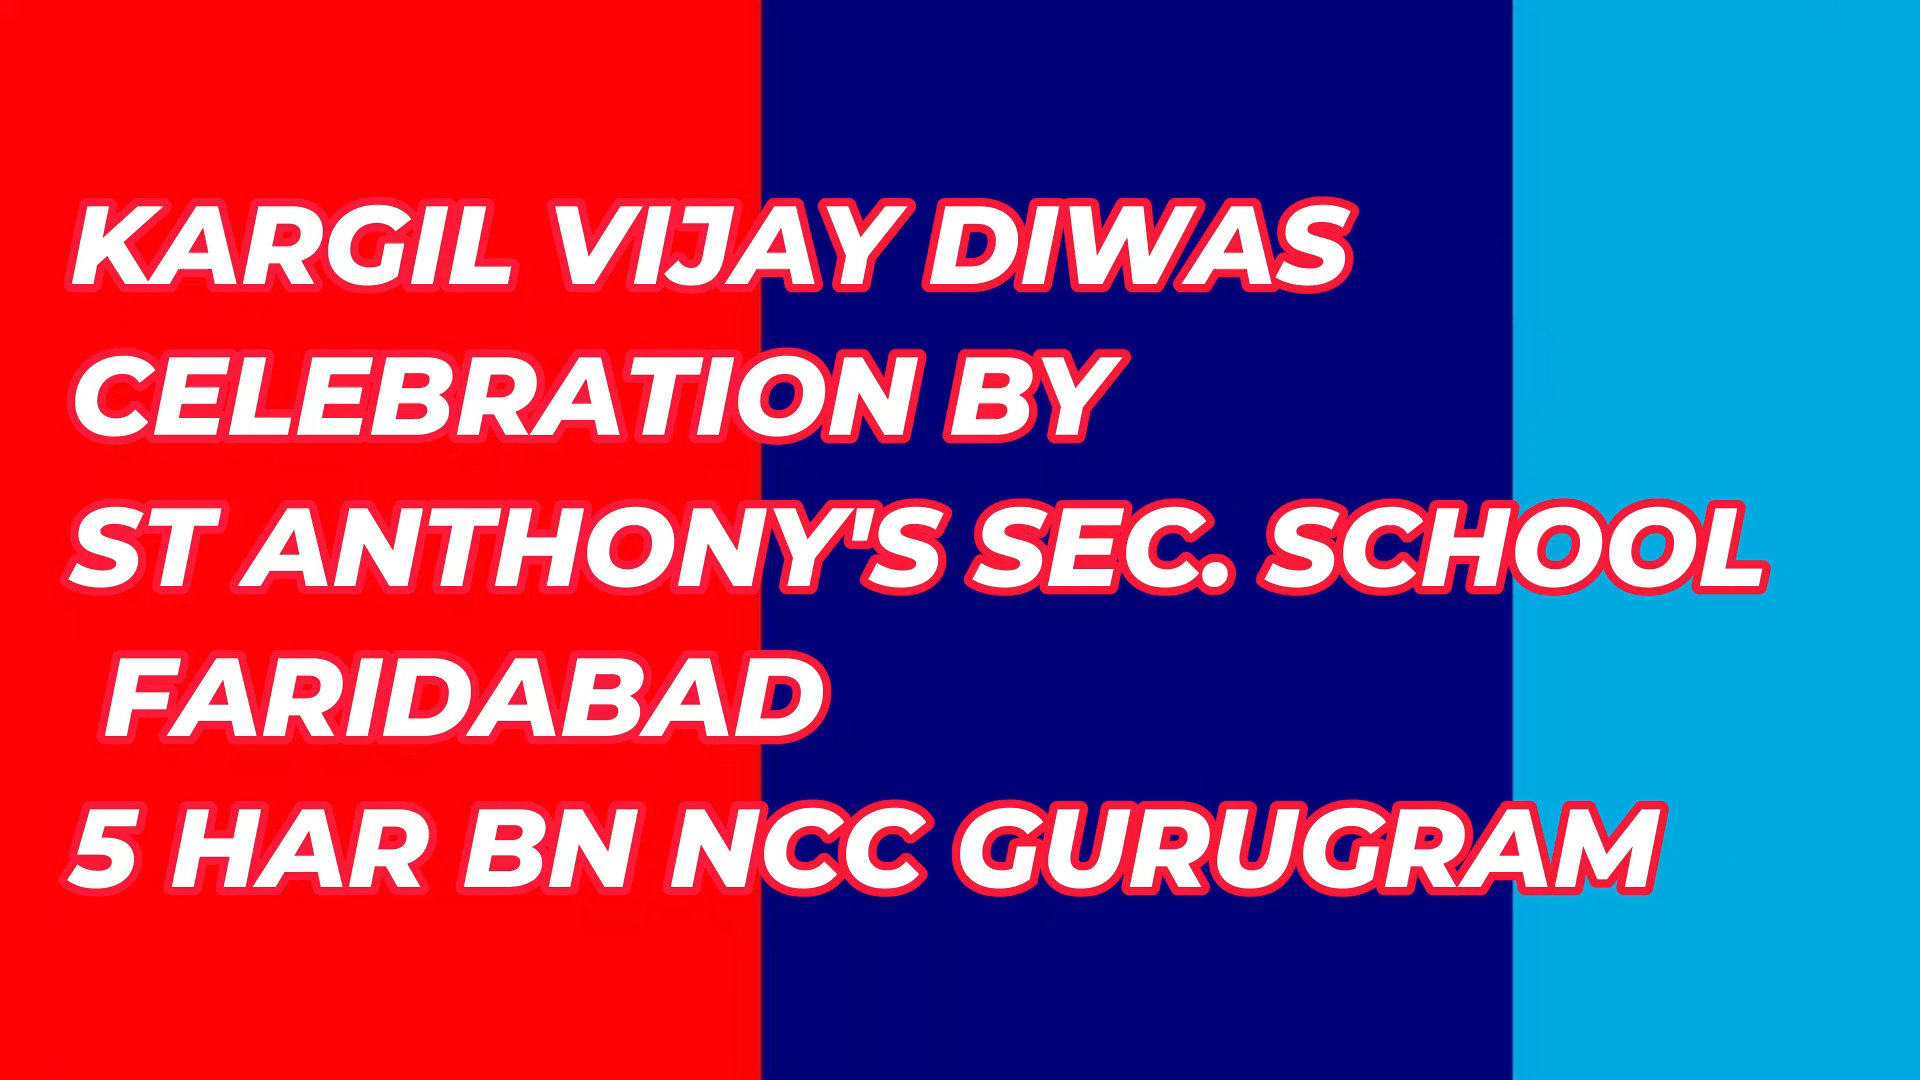 KARGIL VIJAY DIWAS
CELEBRATION BY
ST ANTHONY'S SEC. SCHOOL
FARIDABAD
5 HAR BN NCC GURUGRAM